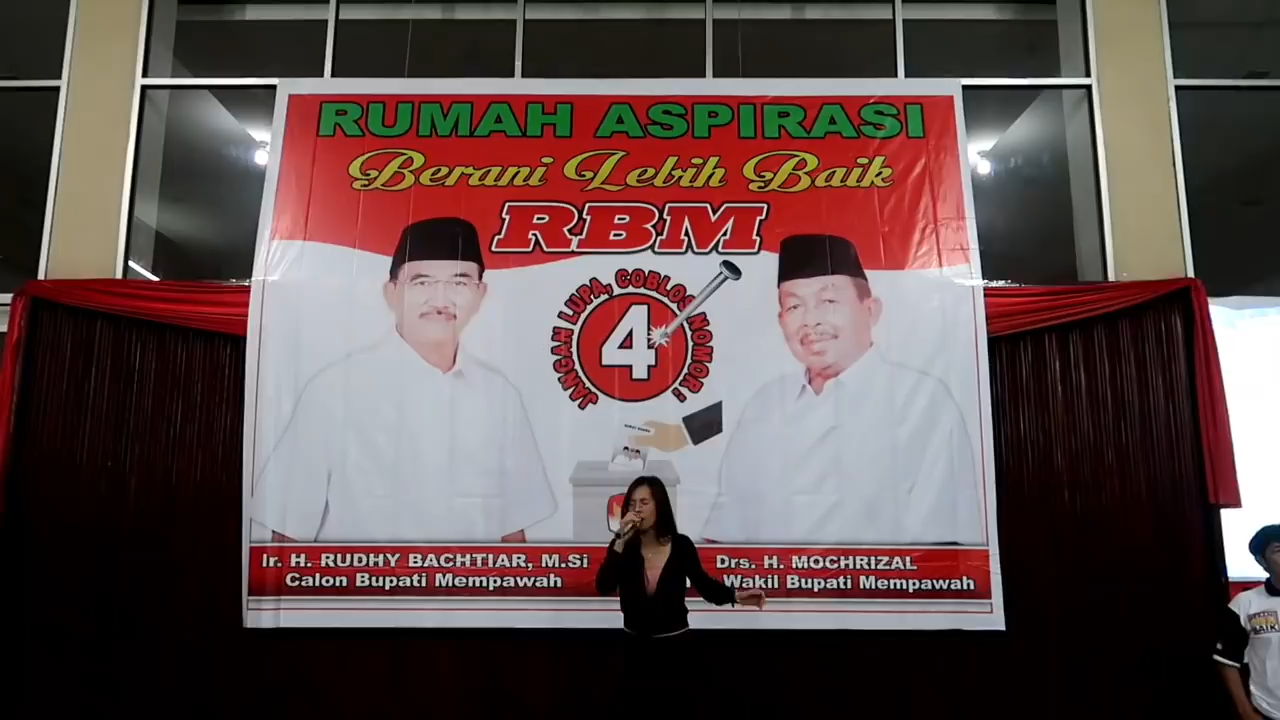 RUMAH ASPIRASI
Berani Lebih Baik
RBM
JANGAN LUPA, COBLOS NOMOR :
4
Ir. H. RUDHY BACHTIAR, M.Si
Calon Bupati Mempawah
Drs. H. MOCHRIZAL
Wakil Bupati Mempawah
BAIK